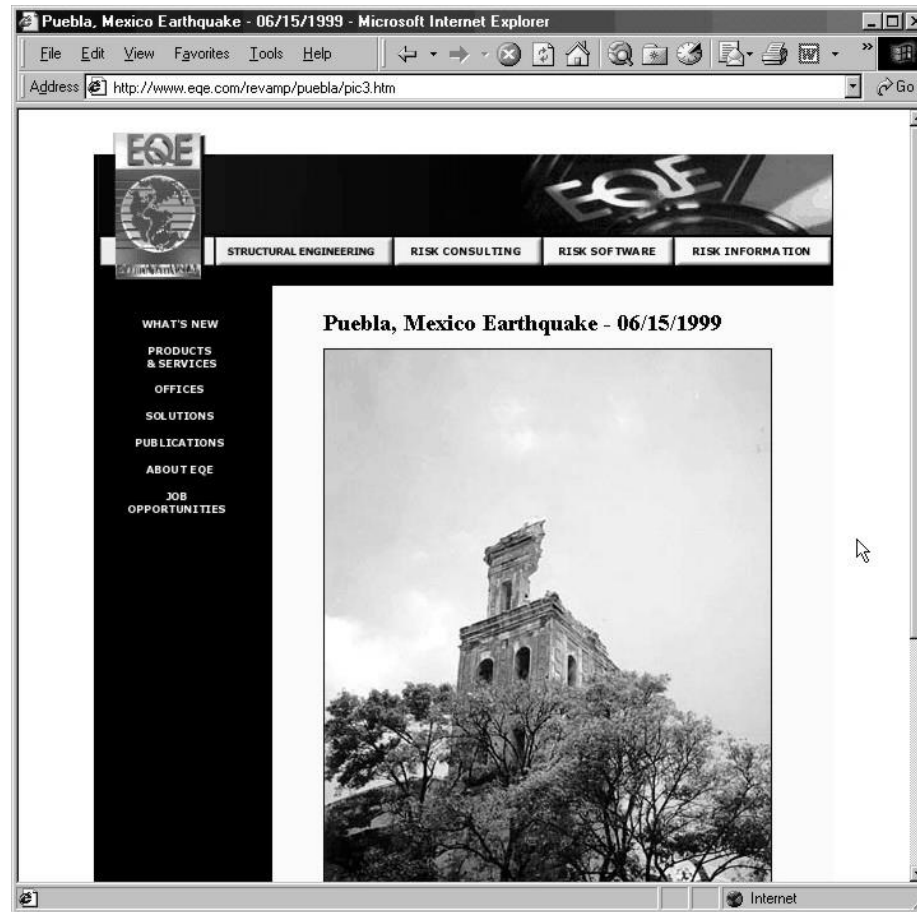 Puebla, Mexico Earthquake - 06/15/1999 - Microsoft Internet Explorer
File Edit View Favorites Tools Help »
Address http://www.eqe.com/revamp/puebla/pic3.htm Go
EQE
EQE
STRUCTURAL ENGINEERING RISK CONSULTING RISK SOFTWARE RISK INFORMATION
WHAT'S NEW
PRODUCTS
& SERVICES
OFFICES
SOLUTIONS
PUBLICATIONS
ABOUT EQE
JOB
OPPORTUNITIES
Puebla, Mexico Earthquake - 06/15/1999
Internet